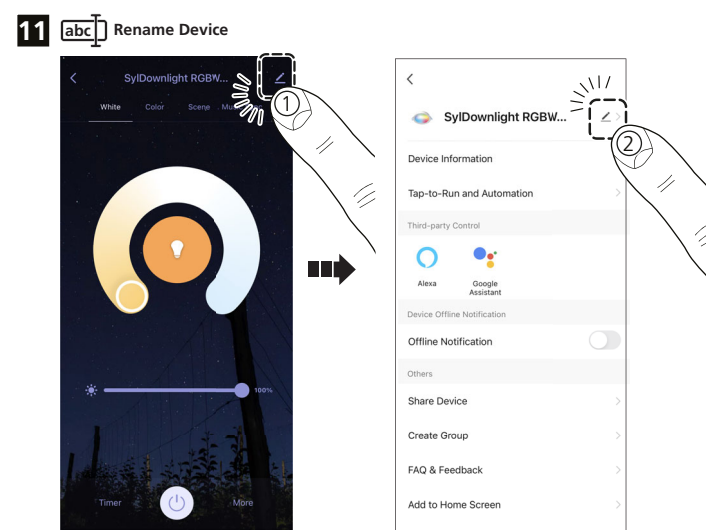 11 abc Rename Device
SylDownlight RGBW...
1
White Color Scene
100%
Timer More
SylDownlight RGBW...
2
Device Information
Tap-to-Run and Automation
Third-party Control
Alexa Google
Assistant
Device Offline Notification
Offline Notification
Others
Share Device
Create Group
FAQ & Feedback
Add to Home Screen